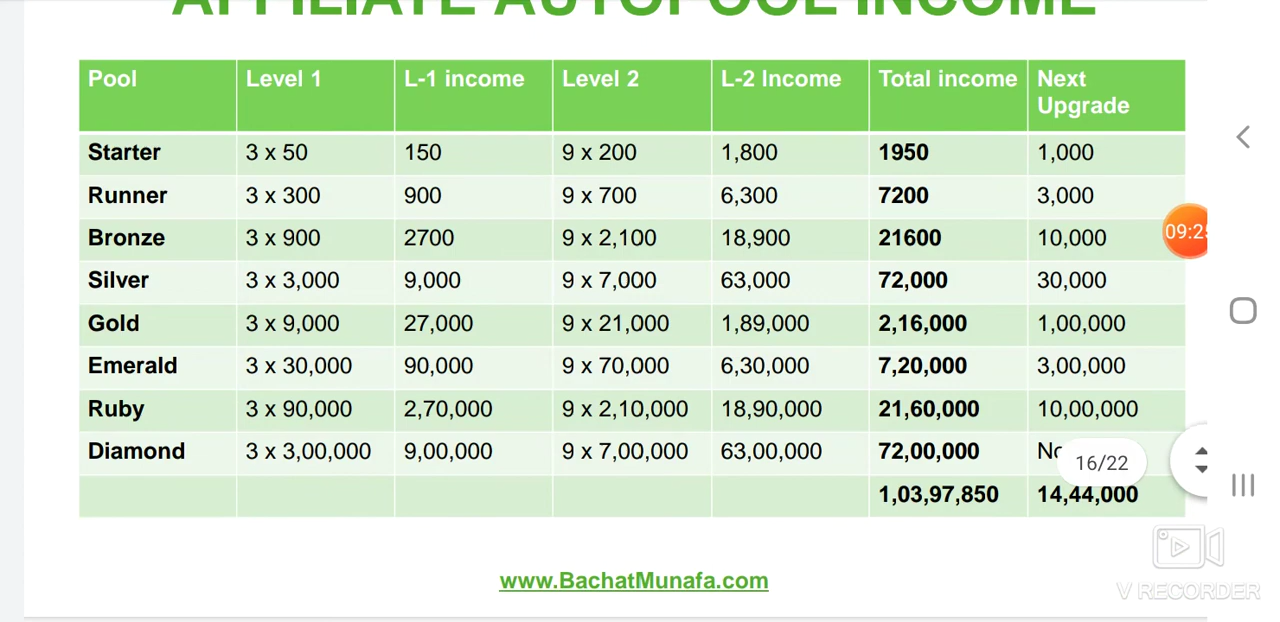 AFFILIATE AUTOPOOL INCOME
Pool Level 1 L-1 income Level 2 L-2 Income Total income Next
Upgrade
Starter 3 x 50 150 9 x 200 1,800 1950 1,000
Runner 3 x 300 900 9 x 700 6,300 7200 3,000
09:2
Bronze 3 x 900 2700 9 x 2,100 18,900 21600 10,000
Silver 3 x 3,000 9,000 9 x 7,000 63,000 72,000 30,000
Gold 3 x 9,000 27,000 9 x 21,000 1,89,000 2,16,000 1,00,000
Emerald 3 x 30,000 90,000 9 x 70,000 6,30,000 7,20,000 3,00,000
Ruby 3 x 90,000 2,70,000 9 x 2,10,000 18,90,000 21,60,000 10,00,000
Diamond 3 x 3,00,000 9,00,000 9 x 7,00,000 63,00,000 72,00,000
16/22
1,03,97,850 14,44,000
www.BachatMunafa.com
V RECORDER